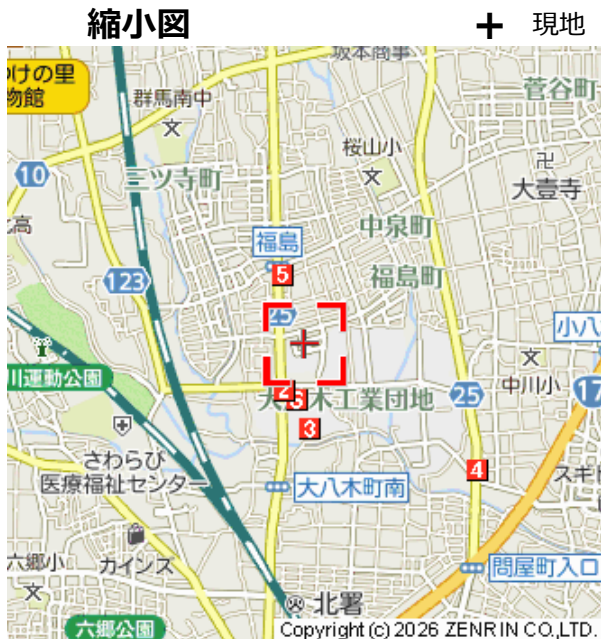 縮小図
+ 現地
坂本商事
つけの里
物館
菅谷町
群馬南中
桜山小
10
三ツ寺町
卍
大壹寺
北高
中泉町
福島
5
福島町
123
25
小八
川運動公園
中川小
17
大八木工業団地
25
3
さわらび
医療福祉センター
4
スキ
大八木町南
六郷小
カインズ
問屋町入口
北署
六郷公園
Copyright (c) 2026 ZENRIN CO.,LTD.